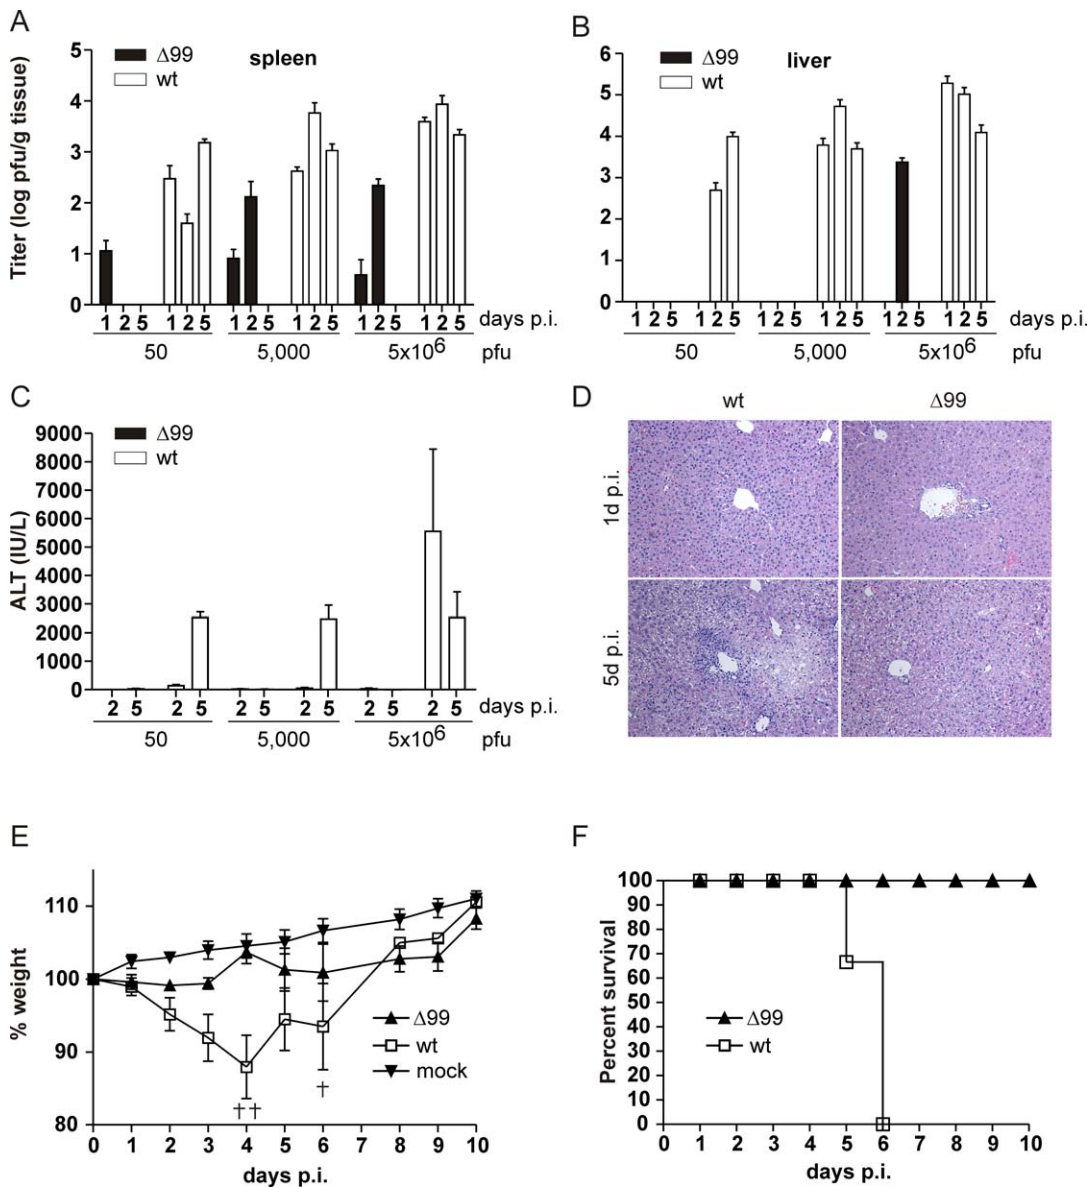 A
Δ99
wt
spleen
Titer (log pfu/g tissue)
5
4
3
2
1
0
1 2 5 1 2 5 1 2 5 1 2 5 1 2 5 1 2 5 days p.i.
50 5,000 5x10⁶ pfu
B
Δ99
wt
liver
6
5
4
3
2
1
0
1 2 5 1 2 5 1 2 5 1 2 5 1 2 5 1 2 5 days p.i.
50 5,000 5x10⁶ pfu
C
Δ99
wt
ALT (IU/L)
9000
8000
7000
6000
5000
4000
3000
2000
1000
0
2 5 2 5 2 5 2 5 2 5 2 5 days p.i.
50 5,000 5x10⁶ pfu
D
wt Δ99
1d p.i.
5d p.i.
E
% weight
110
100
90
80
Δ99
wt
mock
†† †
0 1 2 3 4 5 6 7 8 9 10
days p.i.
F
Percent survival
100
90
80
70
60
50
40
30
20
10
0
Δ99
wt
0 1 2 3 4 5 6 7 8 9 10
days p.i.